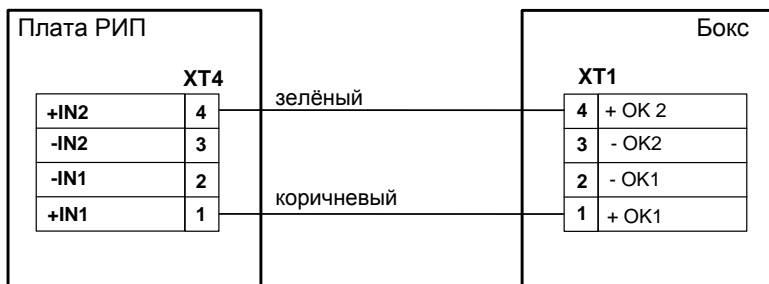 Плата РИП
Бокс
XT4
XT1
+IN2 4 зелёный 4 + OK 2
-IN2 3 3 - OK2
-IN1 2 2 - OK1
+IN1 1 коричневый 1 + OK1